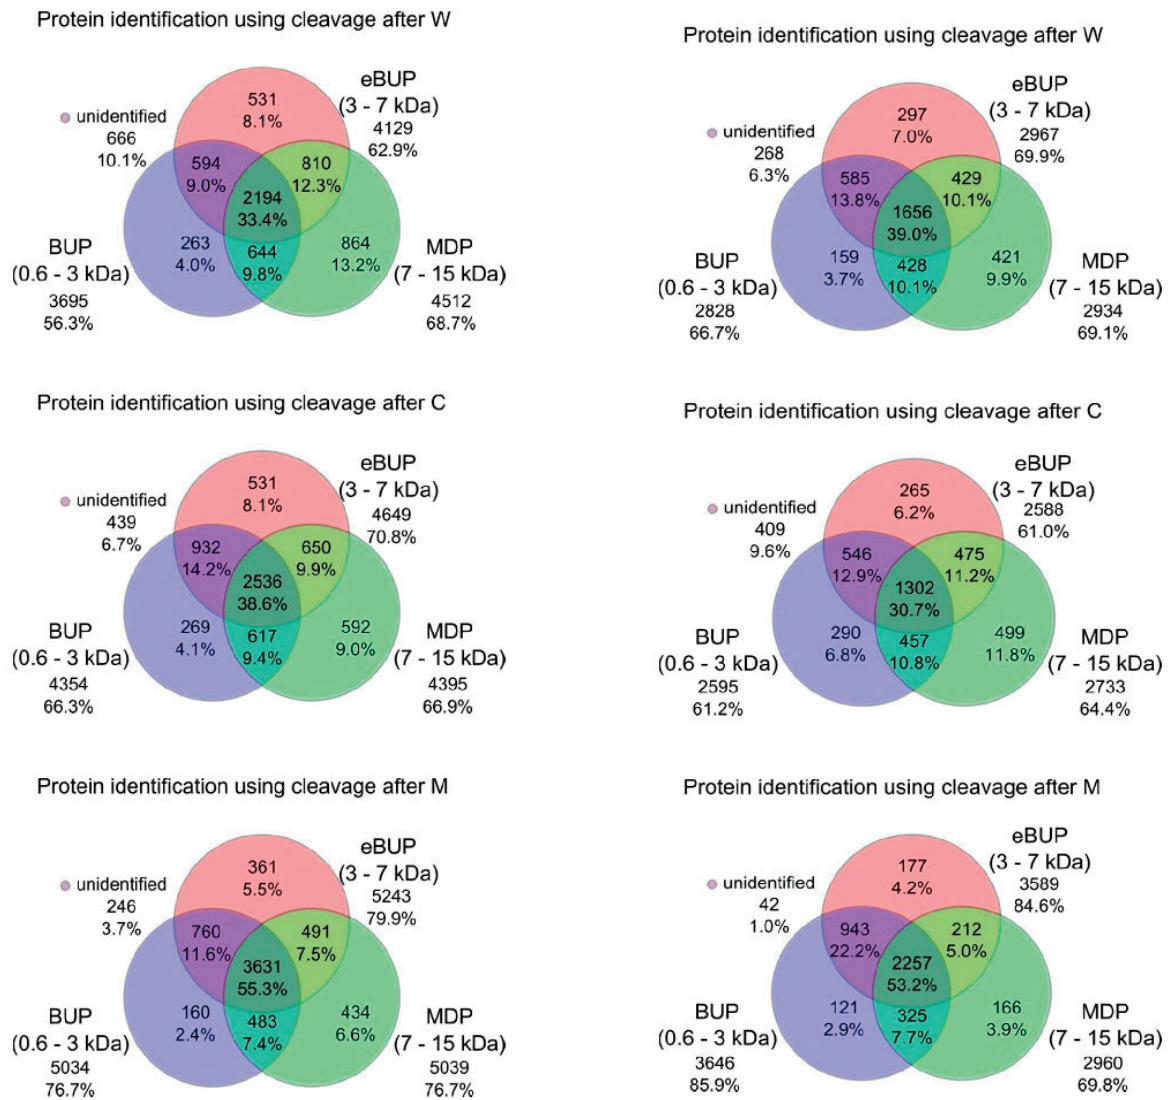 Protein identification using cleavage after W
eBUP
(3 - 7 kDa)
4129
62.9%
unidentified
666
10.1%
531
8.1%
594
9.0%
810
12.3%
2194
33.4%
BUP
(0.6 - 3 kDa)
3695
56.3%
263
4.0%
644
9.8%
864
13.2%
MDP
(7 - 15 kDa)
4512
68.7%
Protein identification using cleavage after W
eBUP
(3 - 7 kDa)
2967
69.9%
unidentified
268
6.3%
297
7.0%
585
13.8%
429
10.1%
1656
39.0%
BUP
(0.6 - 3 kDa)
2828
66.7%
159
3.7%
428
10.1%
421
9.9%
MDP
(7 - 15 kDa)
2934
69.1%
Protein identification using cleavage after C
eBUP
(3 - 7 kDa)
4649
70.8%
unidentified
439
6.7%
531
8.1%
932
14.2%
650
9.9%
2536
38.6%
BUP
(0.6 - 3 kDa)
4354
66.3%
269
4.1%
617
9.4%
592
9.0%
MDP
(7 - 15 kDa)
4395
66.9%
Protein identification using cleavage after C
eBUP
(3 - 7 kDa)
2588
61.0%
unidentified
409
9.6%
265
6.2%
546
12.9%
475
11.2%
1302
30.7%
BUP
(0.6 - 3 kDa)
2595
61.2%
290
6.8%
457
10.8%
499
11.8%
MDP
(7 - 15 kDa)
2733
64.4%
Protein identification using cleavage after M
eBUP
(3 - 7 kDa)
5243
79.9%
unidentified
246
3.7%
361
5.5%
760
11.6%
491
7.5%
3631
55.3%
BUP
(0.6 - 3 kDa)
5034
76.7%
160
2.4%
483
7.4%
434
6.6%
MDP
(7 - 15 kDa)
5039
76.7%
Protein identification using cleavage after M
eBUP
(3 - 7 kDa)
3589
84.6%
unidentified
42
1.0%
177
4.2%
943
22.2%
212
5.0%
2257
53.2%
BUP
(0.6 - 3 kDa)
3646
85.9%
121
2.9%
325
7.7%
166
3.9%
MDP
(7 - 15 kDa)
2960
69.8%